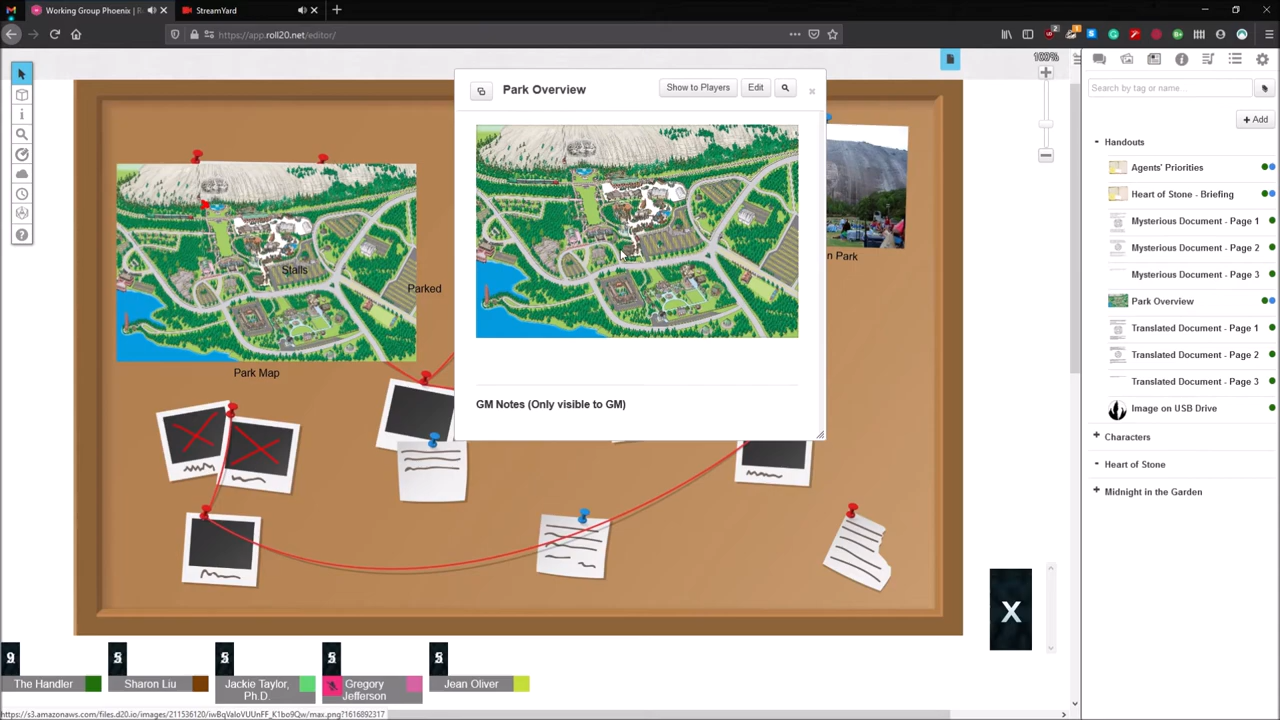 Working Group Phoenix | R
StreamYard
https://app.roll20.net/editor/
100%
Park Overview
Show to Players
Edit
GM Notes (Only visible to GM)
Stalls
Parked
Park Map
n Park
X
Search by tag or name...
+ Add
Handouts
Agents' Priorities
Heart of Stone - Briefing
Mysterious Document - Page 1
Mysterious Document - Page 2
Mysterious Document - Page 3
Park Overview
Translated Document - Page 1
Translated Document - Page 2
Translated Document - Page 3
Image on USB Drive
Characters
Heart of Stone
Midnight in the Garden
The Handler
Sharon Liu
Jackie Taylor,
Ph.D.
Gregory
Jefferson
Jean Oliver
https://s3.amazonaws.com/files.d20.io/images/211536120/iwBqValoVUUnFF_K1bo9Qw/max.png?1616892317